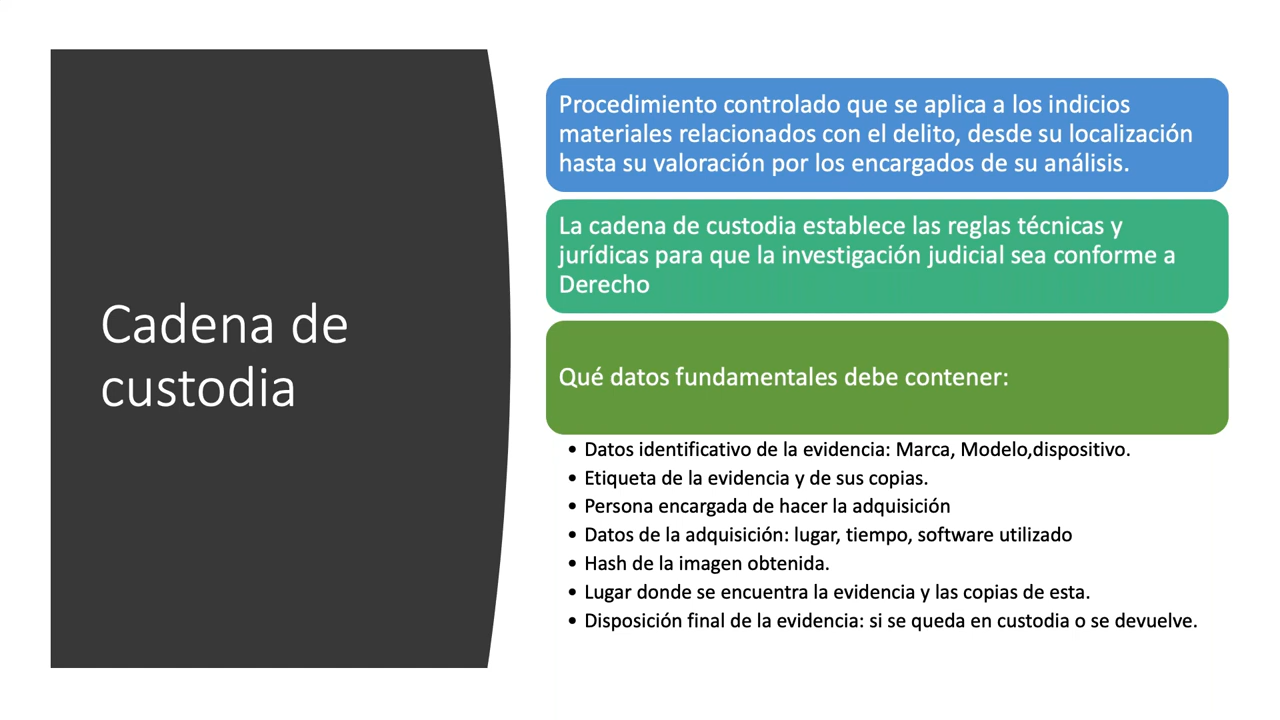 Cadena de
custodia
Procedimiento controlado que se aplica a los indicios
materiales relacionados con el delito, desde su localización
hasta su valoración por los encargados de su análisis.
La cadena de custodia establece las reglas técnicas y
jurídicas para que la investigación judicial sea conforme a
Derecho
Qué datos fundamentales debe contener:
• Datos identificativo de la evidencia: Marca, Modelo,dispositivo.
• Etiqueta de la evidencia y de sus copias.
• Persona encargada de hacer la adquisición
• Datos de la adquisición: lugar, tiempo, software utilizado
• Hash de la imagen obtenida.
• Lugar donde se encuentra la evidencia y las copias de esta.
• Disposición final de la evidencia: si se queda en custodia o se devuelve.